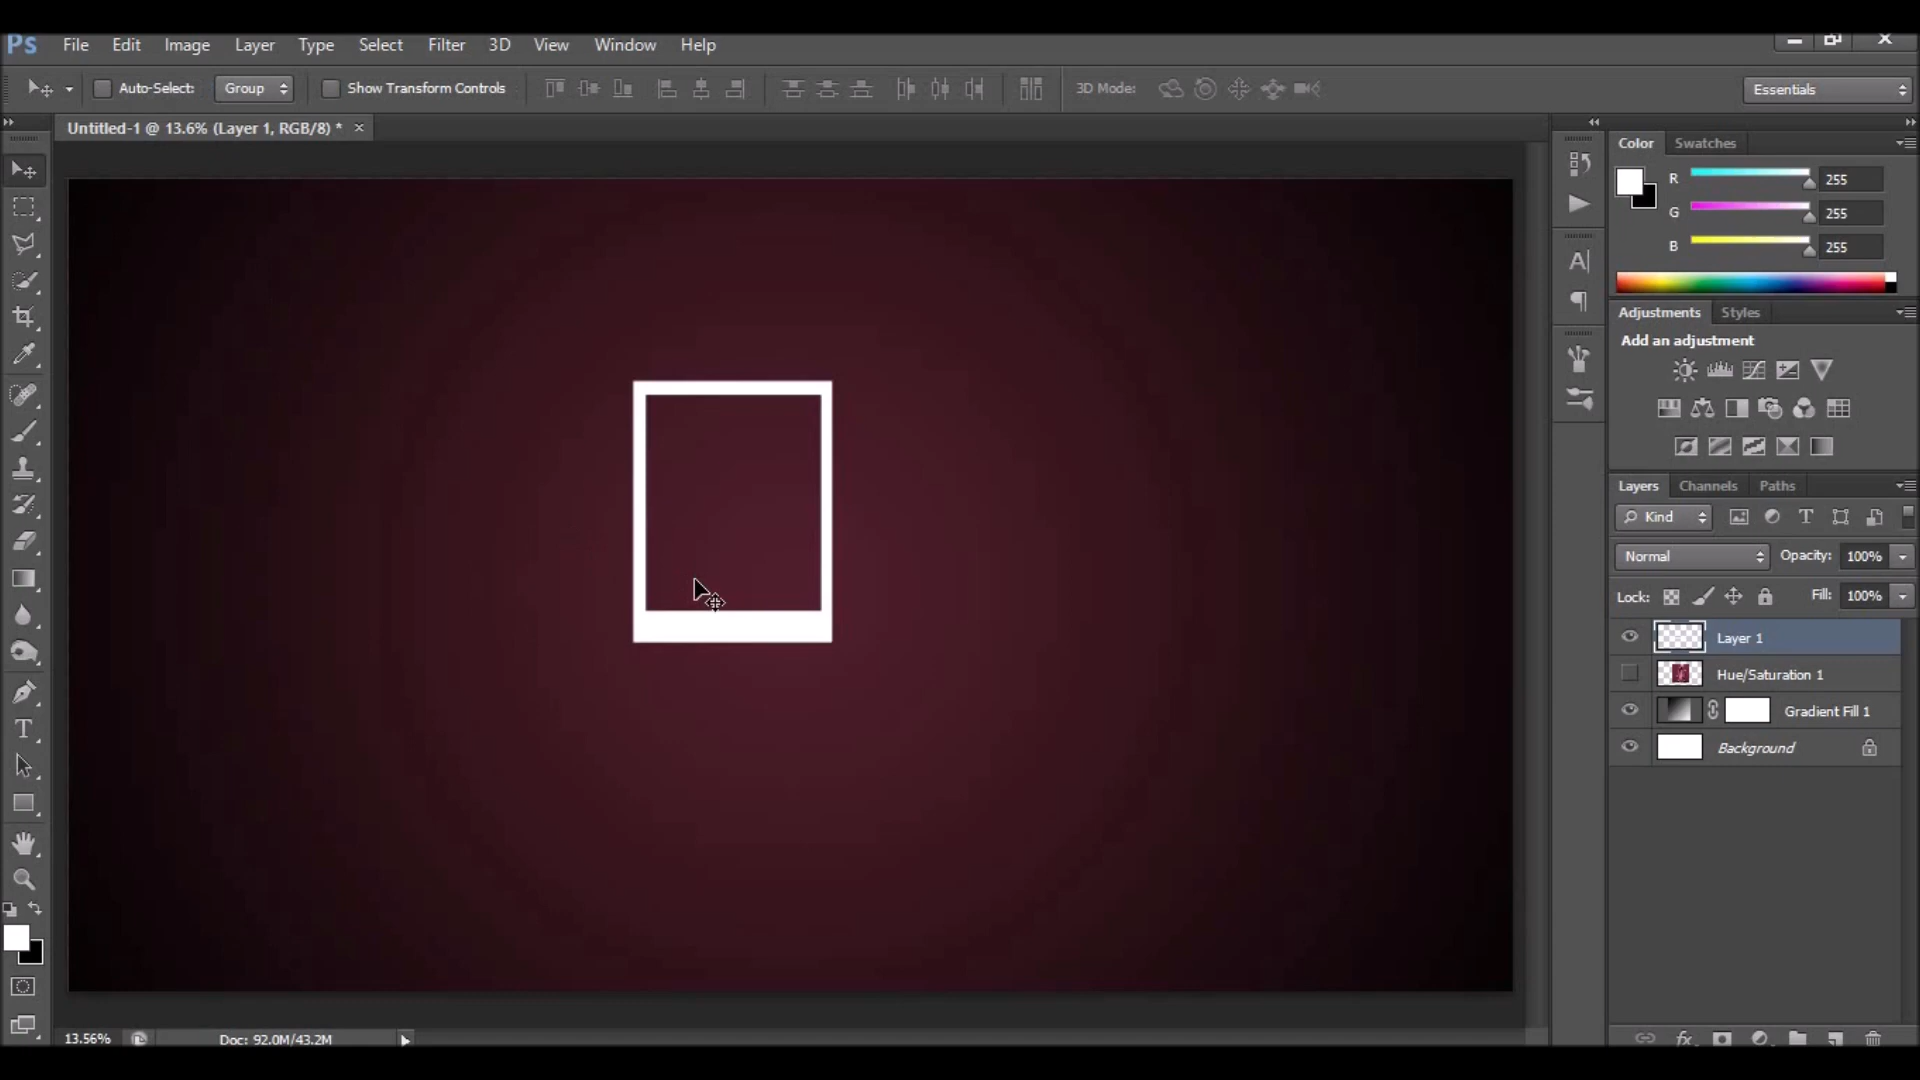 Ps File Edit Image Layer Type Select Filter 3D View Window Help
Auto-Select: Group Show Transform Controls 3D Mode: Essentials
Untitled-1 @ 13.6% (Layer 1, RGB/8) * ×
Color Swatches
R 255
G 255
B 255
Adjustments Styles
Add an adjustment
Layers Channels Paths
Kind
Normal Opacity: 100%
Lock: Fill: 100%
Layer 1
Hue/Saturation 1
Gradient Fill 1
Background
13.56% Doc: 92.0M/43.2M